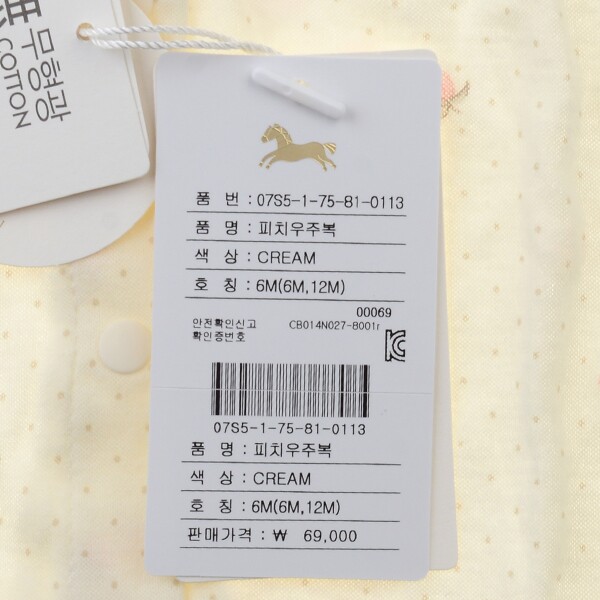 무형광
COTTON
품 번 : 07S5-1-75-81-0113
품 명 : 피치우주복
색 상 : CREAM
호 칭 : 6M(6M,12M)
00069
안전확인신고 CB014N027-8001r
확인증번호
07S5-1-75-81-0113
품 명 : 피치우주복
색 상 : CREAM
호 칭 : 6M(6M,12M)
판매가격 : ₩ 69,000